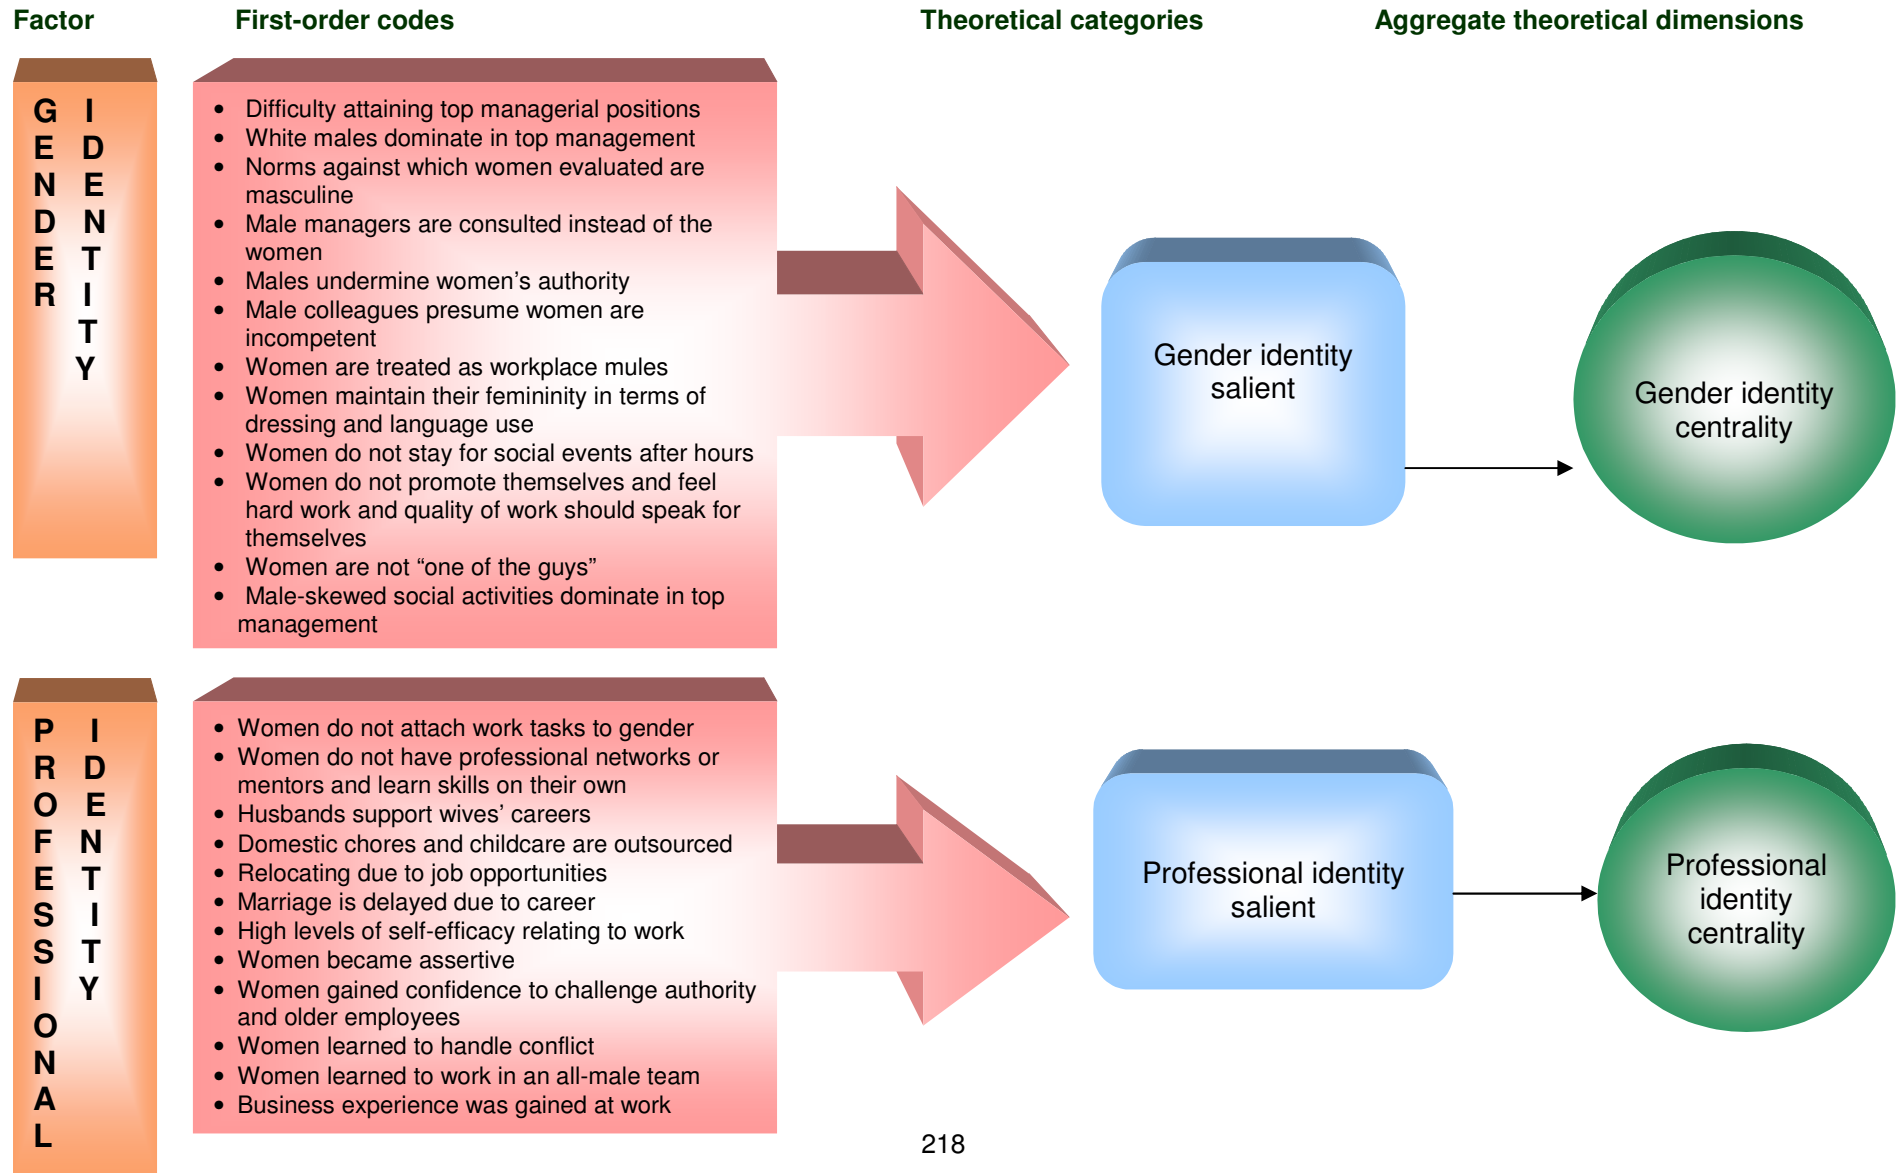 Factor First-order codes Theoretical categories Aggregate theoretical dimensions
GENDER IDENTITY
• Difficulty attaining top managerial positions
• White males dominate in top management
• Norms against which women evaluated are
masculine
• Male managers are consulted instead of the
women
• Males undermine women’s authority
• Male colleagues presume women are
incompetent
• Women are treated as workplace mules
• Women maintain their femininity in terms of
dressing and language use
• Women do not stay for social events after hours
• Women do not promote themselves and feel
hard work and quality of work should speak for
themselves
• Women are not “one of the guys”
• Male-skewed social activities dominate in top
management
Gender identity
salient
Gender identity
centrality
PROFESSIONAL IDENTITY
• Women do not attach work tasks to gender
• Women do not have professional networks or
mentors and learn skills on their own
• Husbands support wives’ careers
• Domestic chores and childcare are outsourced
• Relocating due to job opportunities
• Marriage is delayed due to career
• High levels of self-efficacy relating to work
• Women became assertive
• Women gained confidence to challenge authority
and older employees
• Women learned to handle conflict
• Women learned to work in an all-male team
• Business experience was gained at work
Professional identity
salient
Professional
identity
centrality
218